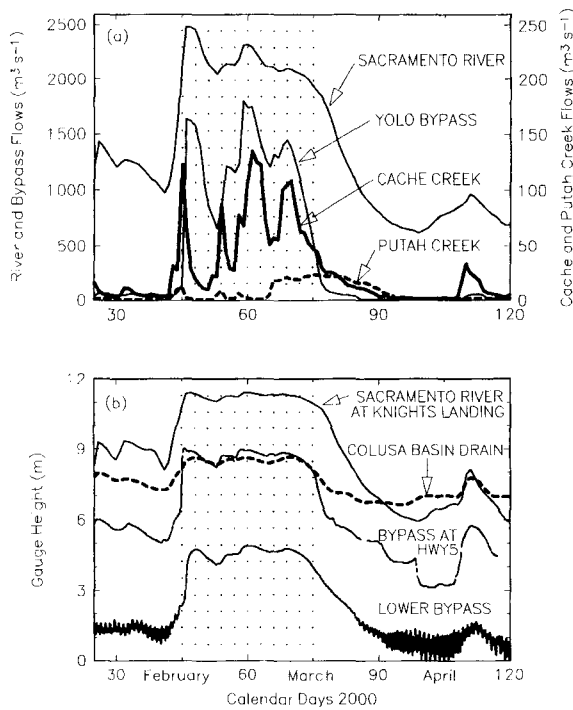 (a)
SACRAMENTO RIVER
YOLO BYPASS
CACHE CREEK
PUTAH CREEK
River and Bypass Flows (m³ s⁻¹)
2500
2000
1500
1000
500
0
Cache and Putah Creek Flows (m³ s⁻¹)
250
200
150
100
50
0
30 60 90 120
(b)
SACRAMENTO RIVER
AT KNIGHTS LANDING
COLUSA BASIN DRAIN
BYPASS AT
HWY5
LOWER BYPASS
Gauge Height (m)
12
9
6
3
0
30 60 90 120
February March April
Calendar Days 2000